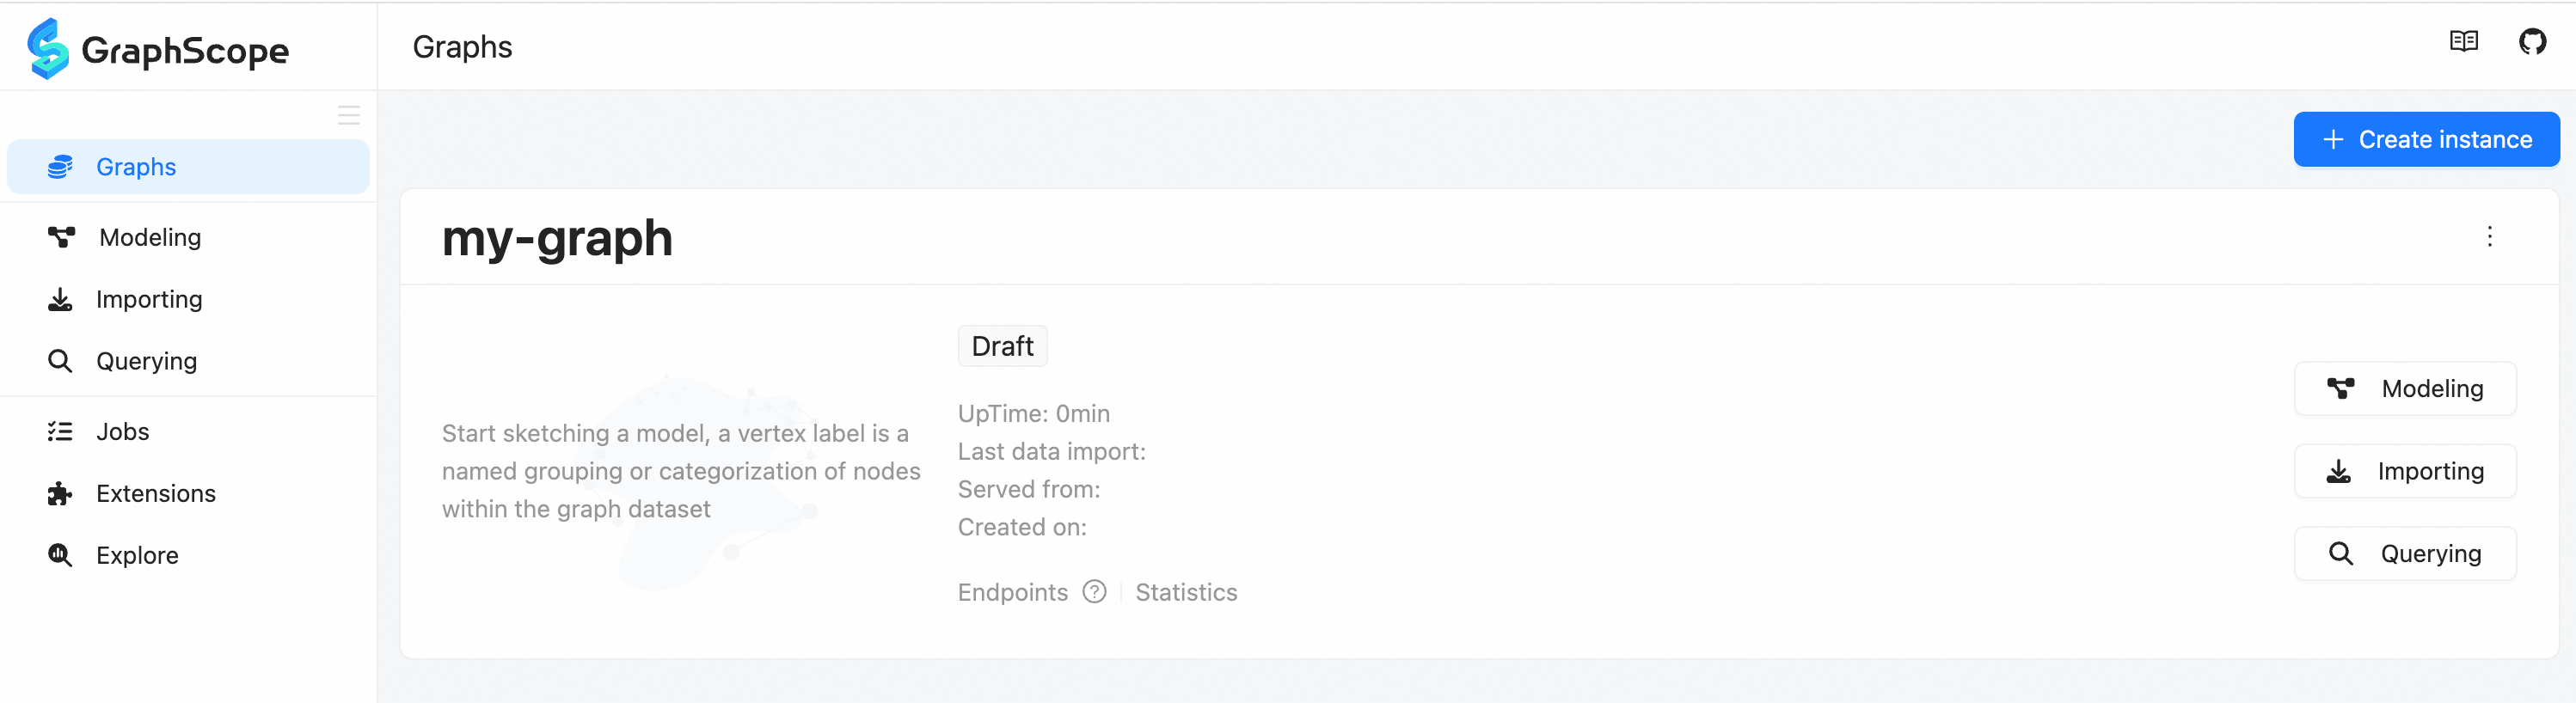 GraphScope
Graphs
Graphs
Modeling
Importing
Querying
Jobs
Extensions
Explore
Create instance
my-graph
Start sketching a model, a vertex label is a
named grouping or categorization of nodes
within the graph dataset
Draft
UpTime: 0min
Last data import:
Served from:
Created on:
Endpoints ? Statistics
Modeling
Importing
Querying